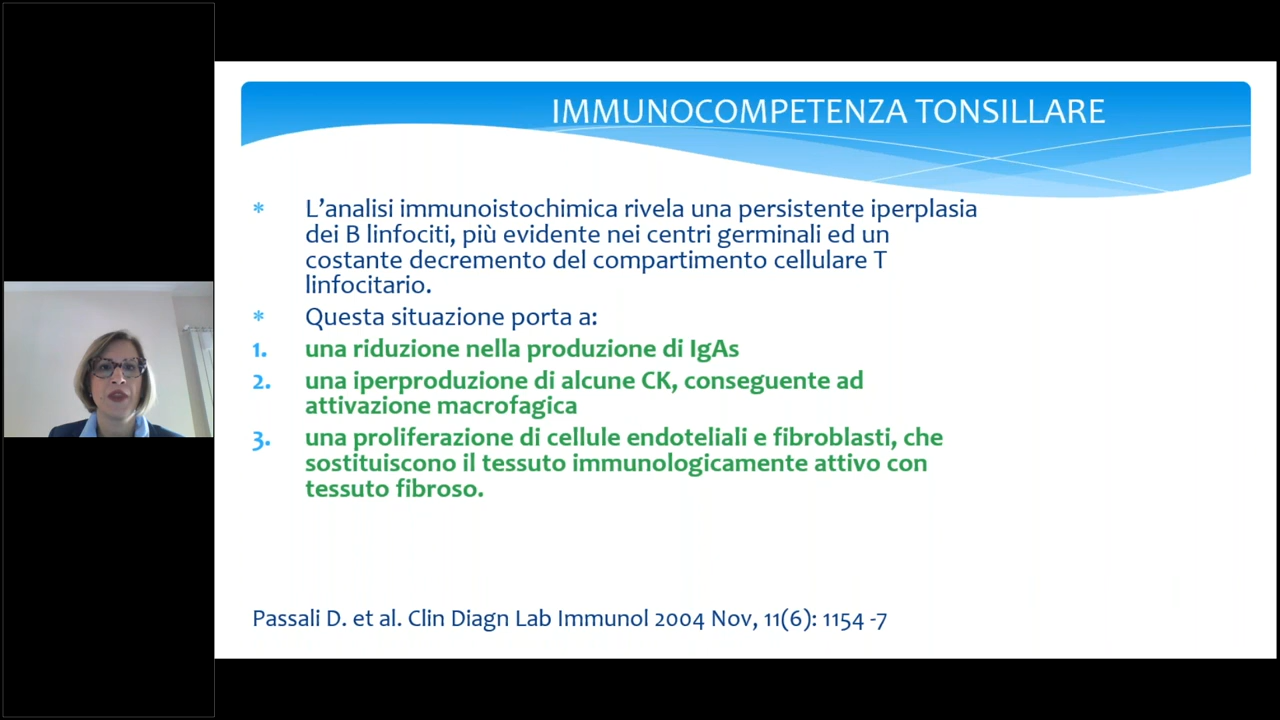 IMMUNOCOMPETENZA TONSILLARE
* L’analisi immunoistochimica rivela una persistente iperplasia
dei B linfociti, più evidente nei centri germinali ed un
costante decremento del compartimento cellulare T
linfocitario.
* Questa situazione porta a:
1. una riduzione nella produzione di IgAs
2. una iperproduzione di alcune CK, conseguente ad
attivazione macrofagica
3. una proliferazione di cellule endoteliali e fibroblasti, che
sostituiscono il tessuto immunologicamente attivo con
tessuto fibroso.
Passali D. et al. Clin Diagn Lab Immunol 2004 Nov, 11(6): 1154 -7